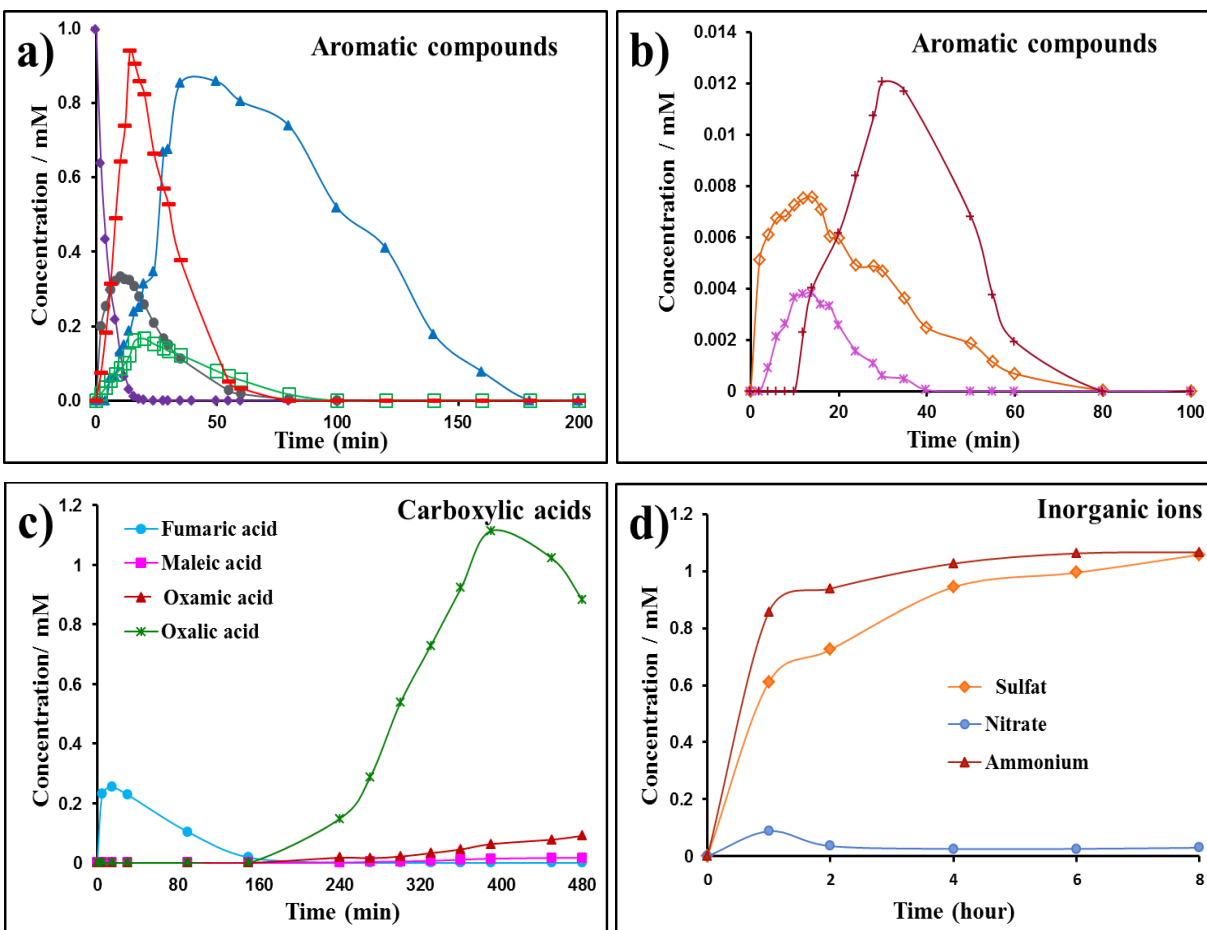 a)
Aromatic compounds
1.0
0.8
0.6
0.4
0.2
0.0
Concentration / mM
0 50 100 150 200
Time (min)
b)
Aromatic compounds
0.014
0.012
0.01
0.008
0.006
0.004
0.002
0
Concentration / mM
0 20 40 60 80 100
Time (min)
c)
Carboxylic acids
1.2
1
0.8
0.6
0.4
0.2
0
Concentration/ mM
Fumaric acid
Maleic acid
Oxamic acid
Oxalic acid
0 80 160 240 320 400 480
Time (min)
d)
Inorganic ions
1.2
1
0.8
0.6
0.4
0.2
0
Concentration / mM
Sulfat
Nitrate
Ammonium
0 2 4 6 8
Time (hour)